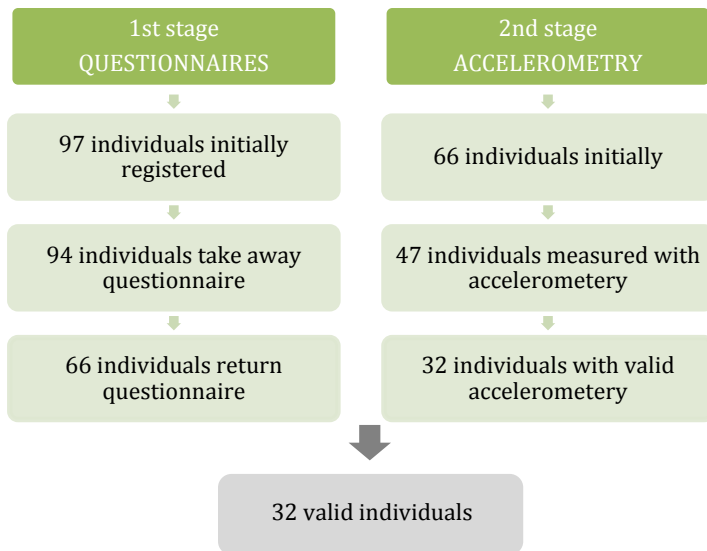 1st stage
QUESTIONNAIRES
97 individuals initially
registered
94 individuals take away
questionnaire
66 individuals return
questionnaire
2nd stage
ACCELEROMETRY
66 individuals initially
47 individuals measured with
accelerometery
32 individuals with valid
accelerometery
32 valid individuals